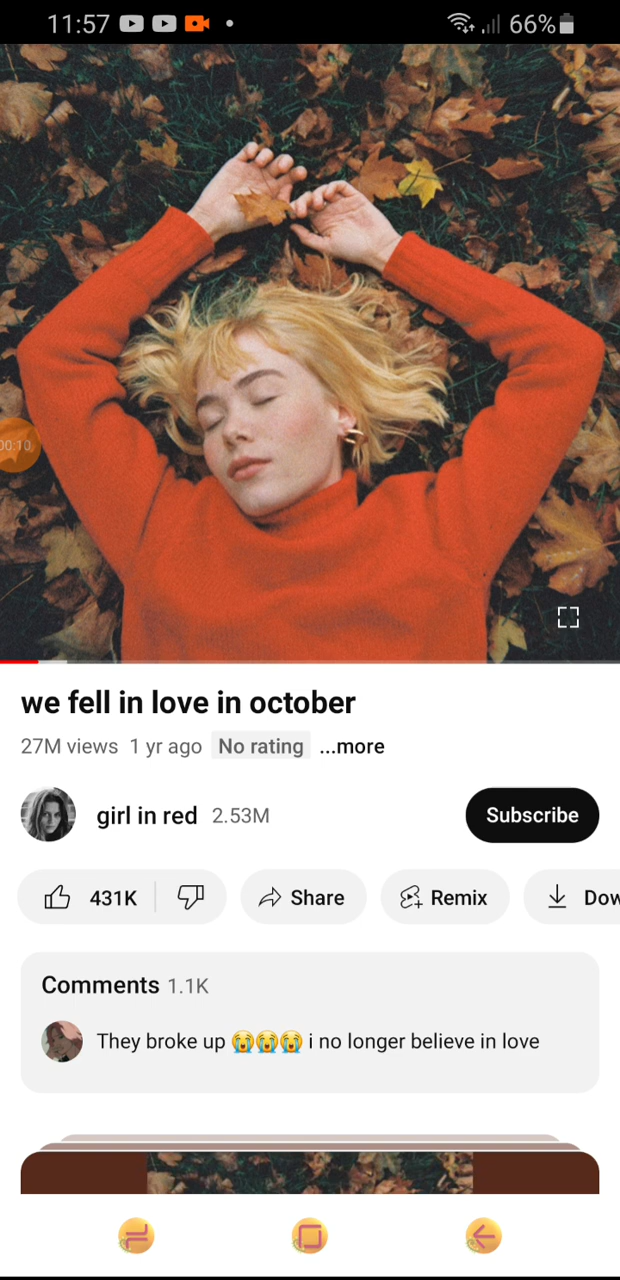 11:57 66%
00:10
we fell in love in october
27M views 1 yr ago No rating ...more
girl in red 2.53M Subscribe
431K Share Remix Dow
Comments 1.1K
They broke up 😭😭😭 i no longer believe in love